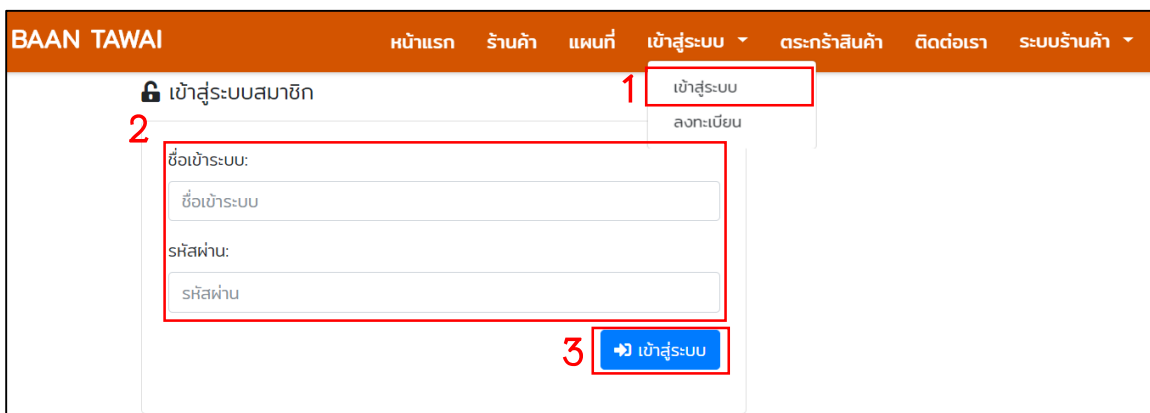 BAAN TAWAI หน้าแรก ร้านค้า แผนที่ เข้าสู่ระบบ ตระกร้าสินค้า ติดต่อเรา ระบบร้านค้า
เข้าสู่ระบบสมาชิก
1 เข้าสู่ระบบ
ลงทะเบียน
2
ชื่อเข้าระบบ:
ชื่อเข้าระบบ
รหัสผ่าน:
รหัสผ่าน
3 เข้าสู่ระบบ